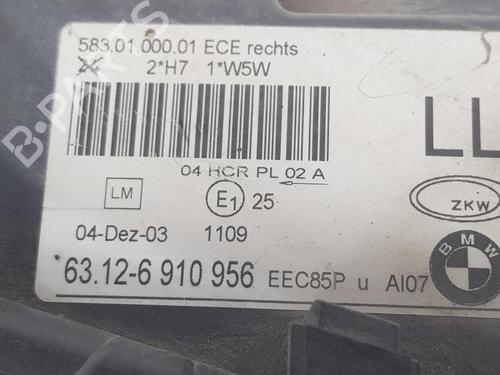 583.01.000.01 ECE rechts
2*H7 1*W5W
LL
04 HCR PL 02 A
LM
E1 25
ZKW
04-Dez-03 1109
BMW
63.12-6 910 956 EEC85P u AI07
B-PARTS